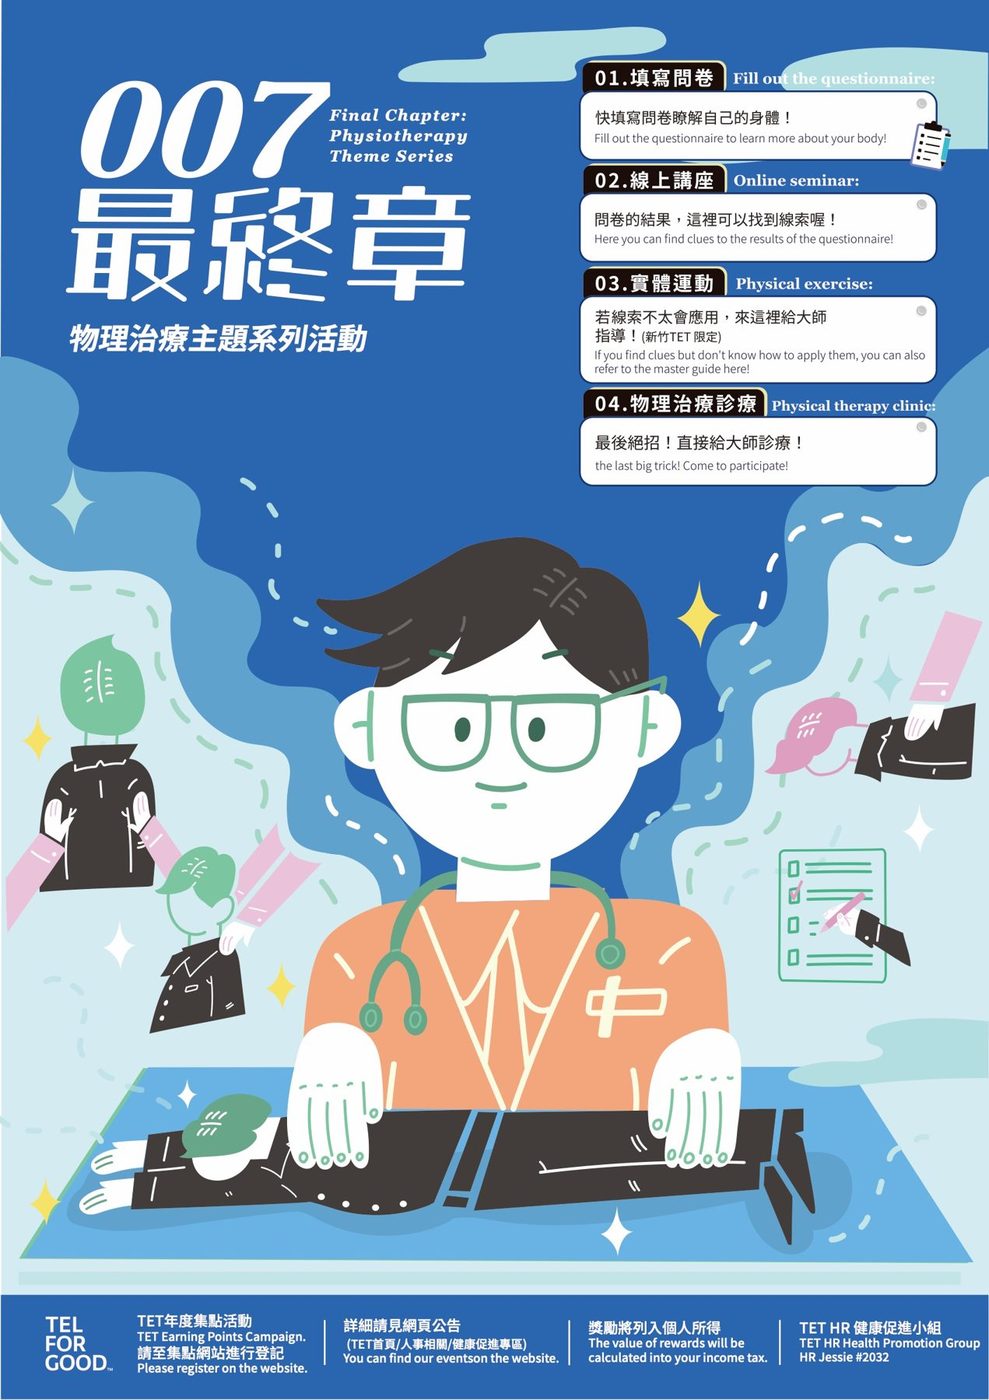 007
Final Chapter:
Physiotherapy
Theme Series
最終章
物理治療主題系列活動
01.填寫問卷 Fill out the questionnaire:
快填寫問卷瞭解自己的身體！
Fill out the questionnaire to learn more about your body!
02.線上講座 Online seminar:
問卷的結果，這裡可以找到線索喔！
Here you can find clues to the results of the questionnaire!
03.實體運動 Physical exercise:
若線索不太會應用，來這裡給大師
指導！(新竹TET 限定)
If you find clues but don't know how to apply them, you can also
refer to the master guide here!
04.物理治療診療 Physical therapy clinic:
最後絕招！直接給大師診療！
the last big trick! Come to participate!
TEL
FOR
GOOD™
TET年度集點活動
TET Earning Points Campaign.
請至集點網站進行登記
Please register on the website.
詳細請見網頁公告
(TET首頁/人事相關/健康促進專區)
You can find our eventson the website.
獎勵將列入個人所得
The value of rewards will be
calculated into your income tax.
TET HR 健康促進小組
TET HR Health Promotion Group
HR Jessie #2032